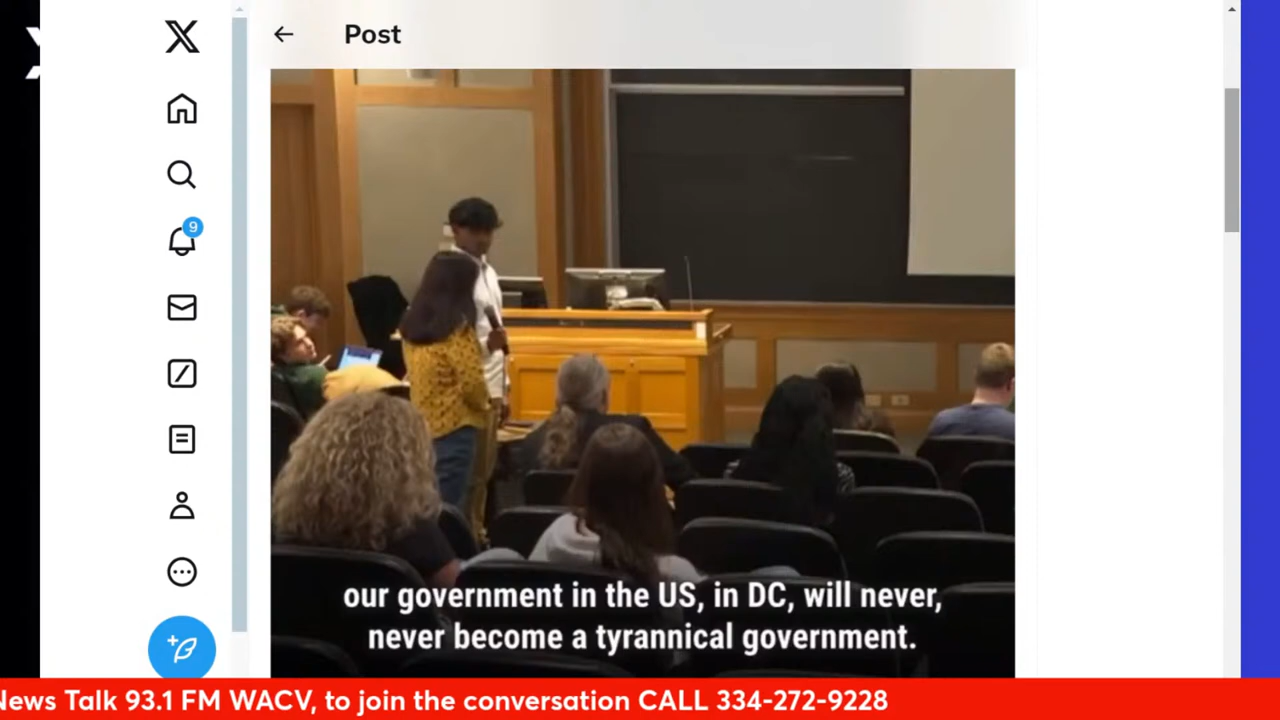 Post
9
our government in the US, in DC, will never,
never become a tyrannical government.
News Talk 93.1 FM WACV, to join the conversation CALL 334-272-9228